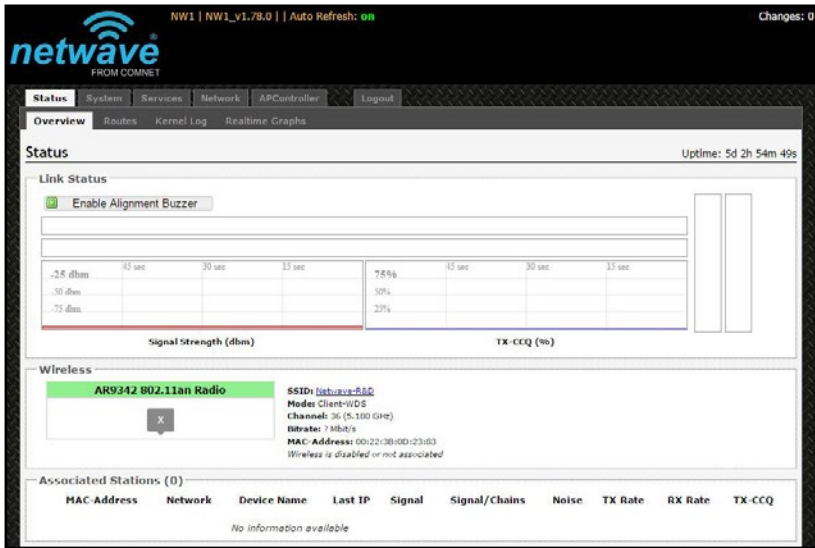 NW1 | NW1_v1.78.0 | | Auto Refresh: on
Changes: 0
netwave®
FROM COMNET
Status System Services Network APController Logout
Overview Routes Kernel Log Realtime Graphs
Status
Uptime: 5d 2h 54m 49s
Link Status
Enable Alignment Buzzer
45 sec 30 sec 15 sec
-25 dbm
-50 dbm
-75 dbm
Signal Strength (dbm)
45 sec 30 sec 15 sec
75%
50%
25%
TX-CCQ (%)
Wireless
AR9342 802.11an Radio
X
SSID: Netwave-R&D
Mode: Client-WDS
Channel: 36 (5.180 GHz)
Bitrate: ? Mbit/s
MAC-Address: 00:22:3B:0D:23:83
Wireless is disabled or not associated
Associated Stations (0)
MAC-Address Network Device Name Last IP Signal Signal/Chains Noise TX Rate RX Rate TX-CCQ
No information available